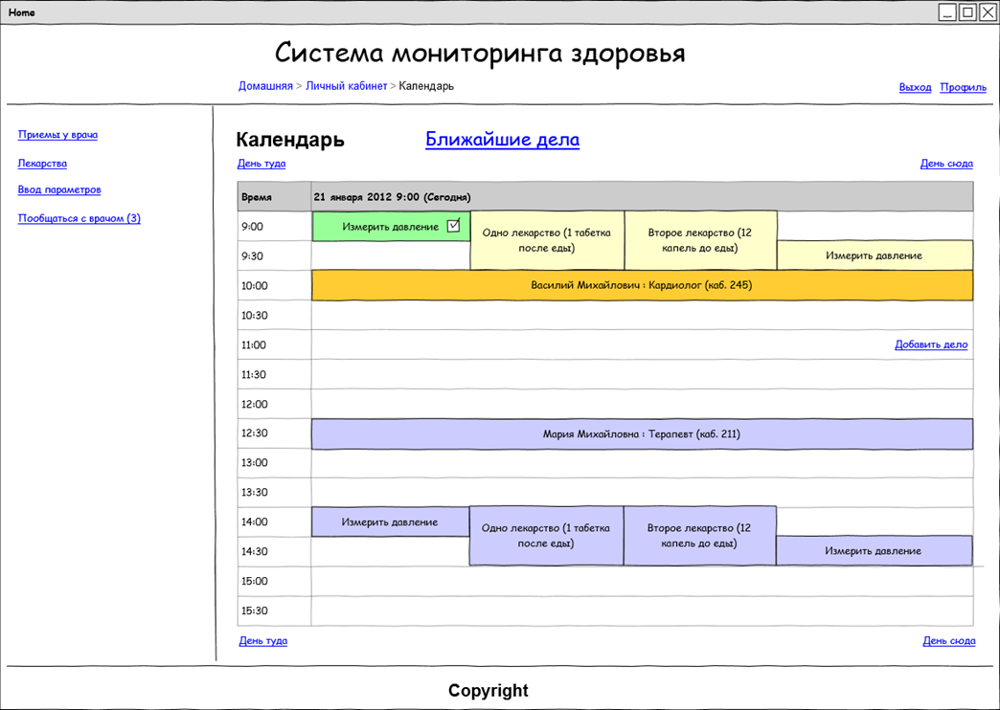 Home
Система мониторинга здоровья
Домашняя > Личный кабинет > Календарь
Выход Профиль
Приемы у врача
Лекарства
Ввод параметров
Пообщаться с врачом (3)
Календарь
Ближайшие дела
День туда
День сюда
Время
21 января 2012 9:00 (Сегодня)
9:00
Измерить давление
Одно лекарство (1 табетка
после еды)
Второе лекарство (12
капель до еды)
9:30
Измерить давление
10:00
Василий Михайлович : Кардиолог (каб. 245)
10:30
11:00
Добавить дело
11:30
12:00
12:30
Мария Михайловна : Терапевт (каб. 211)
13:00
13:30
14:00
Измерить давление
Одно лекарство (1 табетка
после еды)
Второе лекарство (12
капель до еды)
14:30
Измерить давление
15:00
15:30
День туда
День сюда
Copyright